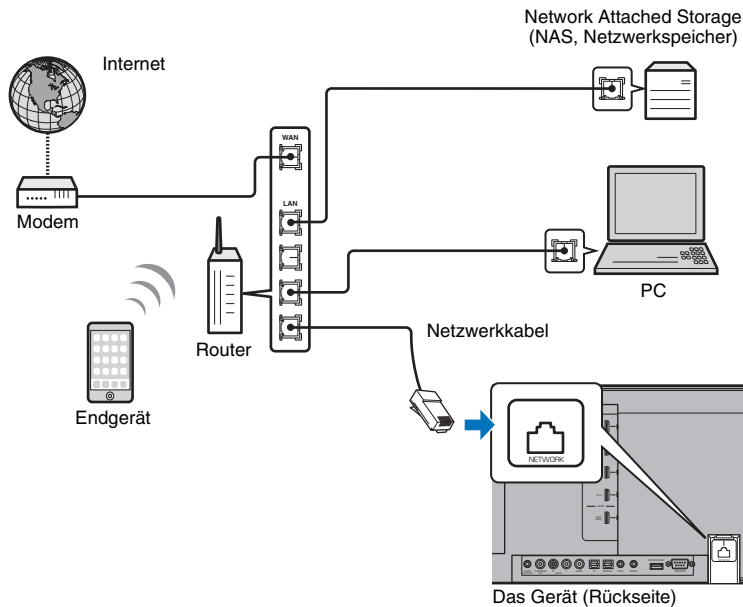 Network Attached Storage
(NAS, Netzwerkspeicher)
Internet
WAN
Modem
LAN
PC
Router
Netzwerkkabel
Endgerät
NETWORK
Das Gerät (Rückseite)